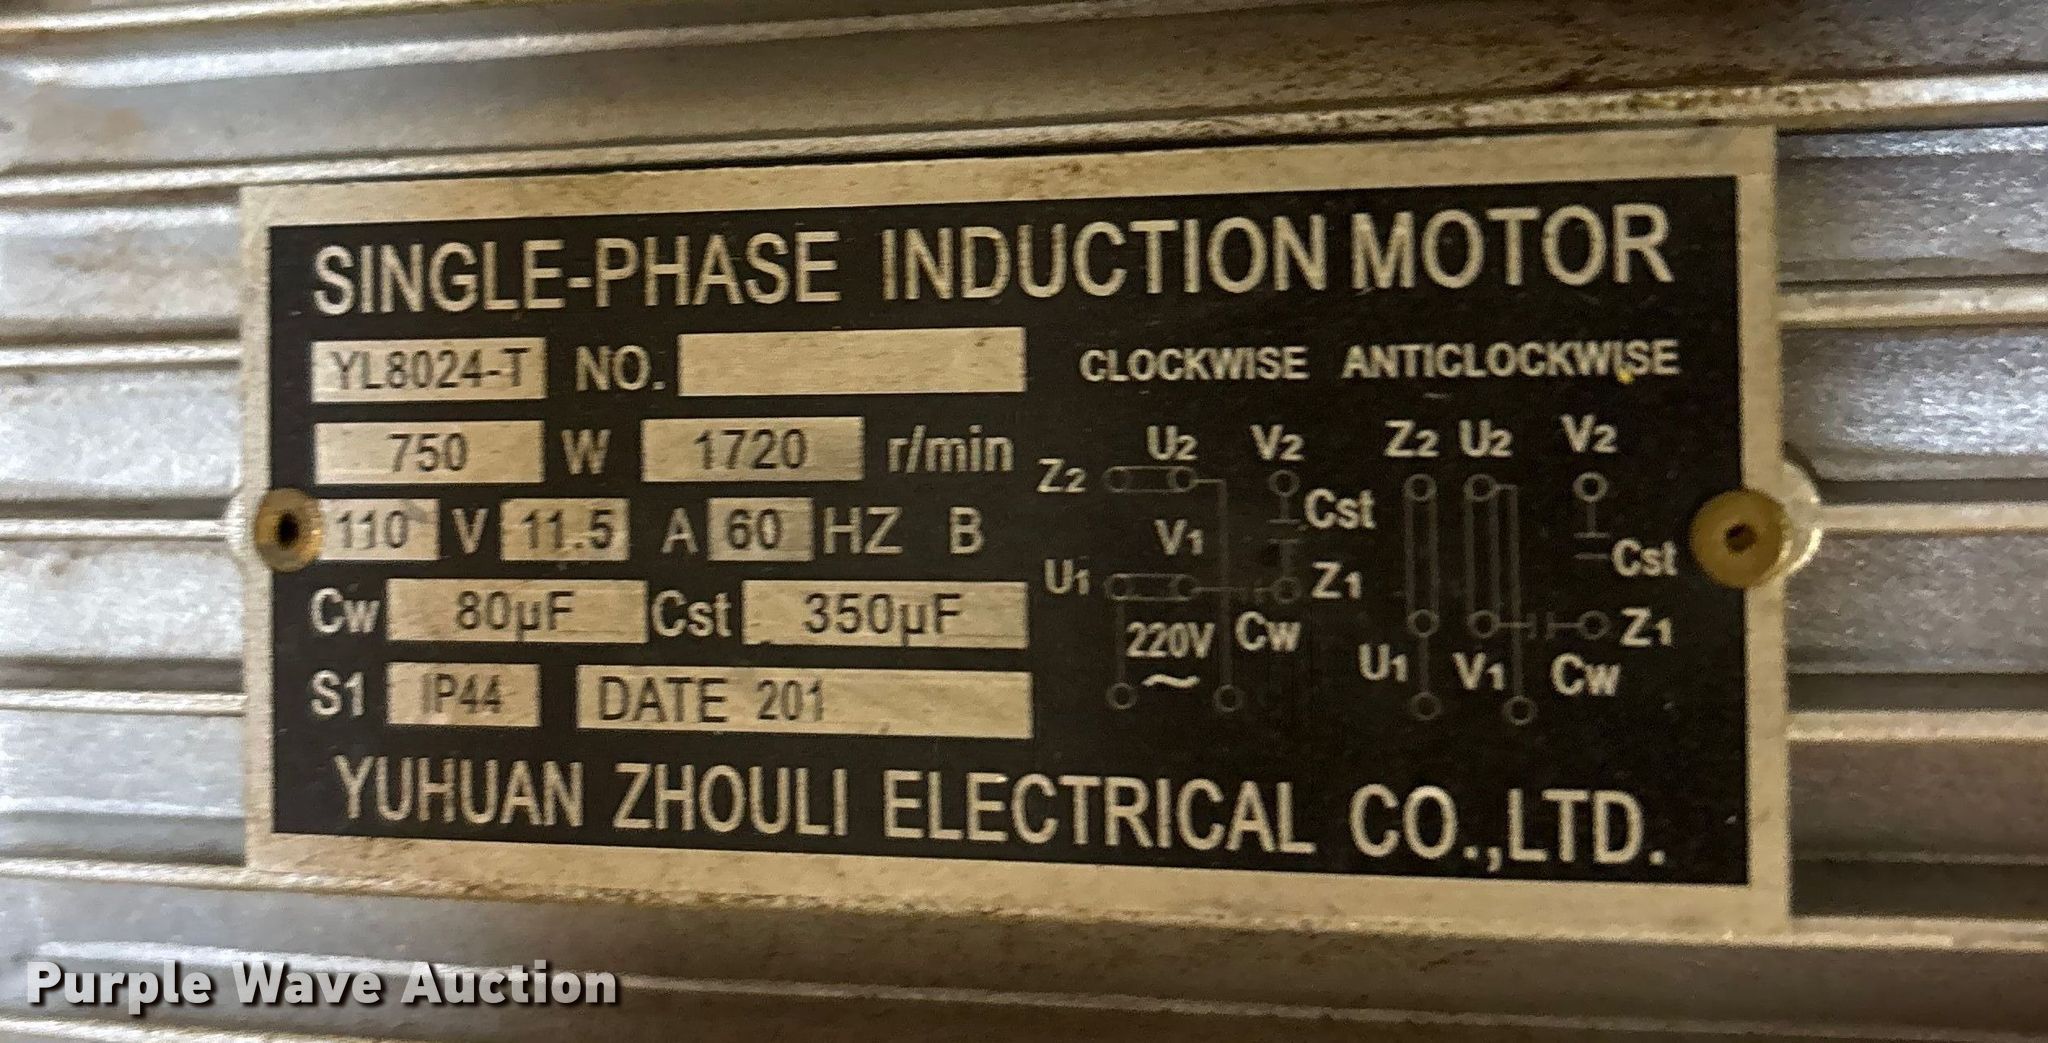 SINGLE-PHASE INDUCTION MOTOR
YL8024-T NO.
750 W 1720 r/min
110 V 11.5 A 60 HZ B
Cw 80μF Cst 350μF
S1 IP44 DATE 201
CLOCKWISE ANTICLOCKWISE
U2 V2 Z2 U2 V2
Z2
Cst
V1 Cst
U1 Z1
220V Cw Z1
~ U1 V1 Cw
YUHUAN ZHOULI ELECTRICAL CO.,LTD.
Purple Wave Auction